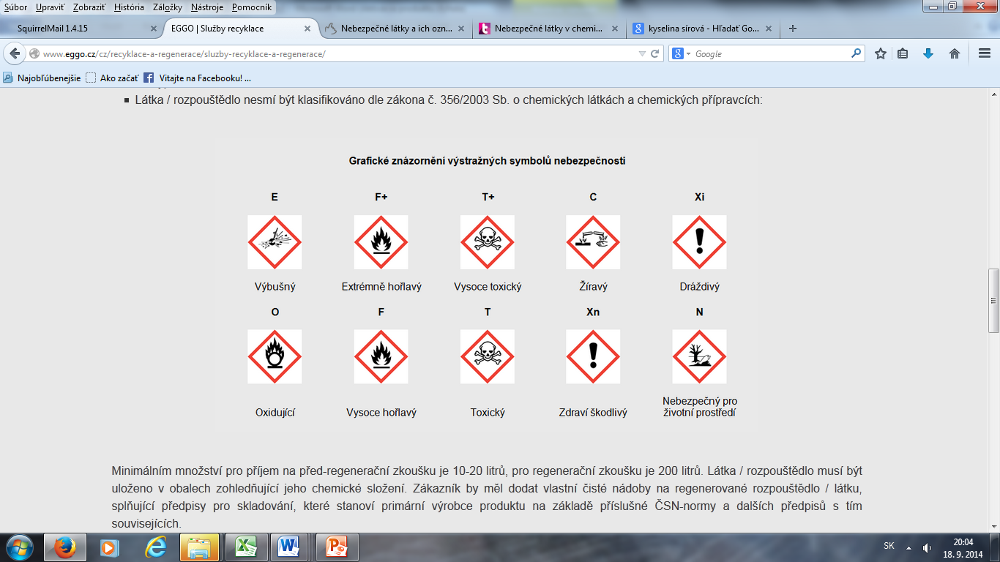 Súbor Upraviť Zobraziť História Záložky Nástroje Pomocník
SquirrelMail 1.4.15
EGGO | Služby recyklace
Nebezpečné látky a ich ozn...
Nebezpečné látky v chemi...
kyselina sírová - Hľadať Go...
www.eggo.cz/cz/recyklace-a-regenerace/sluzby-recyklace-a-regenerace/
Google
Najobľúbenejšie Ako začať Vitajte na Facebooku! ...
Látka / rozpouštědlo nesmí být klasifikováno dle zákona č. 356/2003 Sb. o chemických látkách a chemických přípravcích:
Grafické znázornění výstražných symbolů nebezpečnosti
E F+ T+ C Xi
Výbušný Extrémně hořlavý Vysoce toxický Žíravý Dráždivý
O F T Xn N
Oxidující Vysoce hořlavý Toxický Zdraví škodlivý Nebezpečný pro
životní prostředí
Minimálním množství pro příjem na před-regenerační zkoušku je 10-20 litrů, pro regenerační zkoušku je 200 litrů. Látka / rozpouštědlo musí být
uloženo v obalech zohledňující jeho chemické složení. Zákazník by měl dodat vlastní čisté nádoby na regenerované rozpouštědlo / látku,
splňující předpisy pro skladování, které stanoví primární výrobce produktu na základě příslušné ČSN-normy a dalších předpisů s tím
souvisejících.
SK
20:04
18. 9. 2014